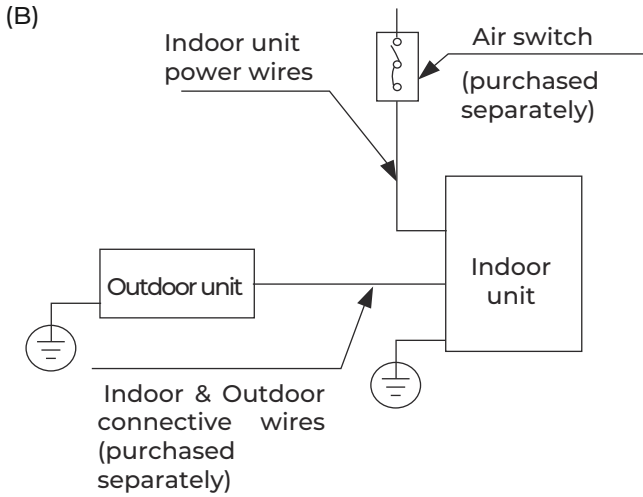 (B)
Indoor unit
power wires
Air switch
(purchased
separately)
Outdoor unit
Indoor
unit
Indoor & Outdoor
connective wires
(purchased
separately)